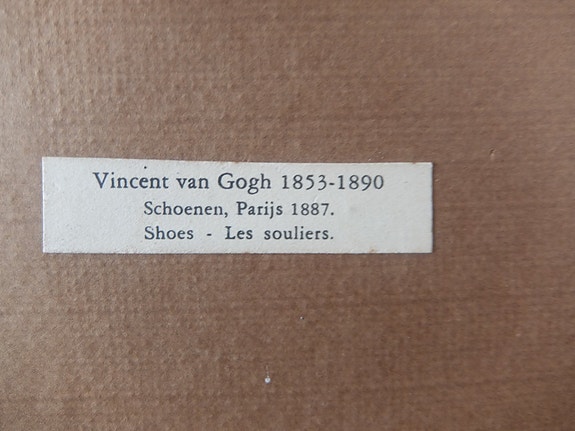 Vincent van Gogh 1853-1890
Schoenen, Parijs 1887.
Shoes - Les souliers.